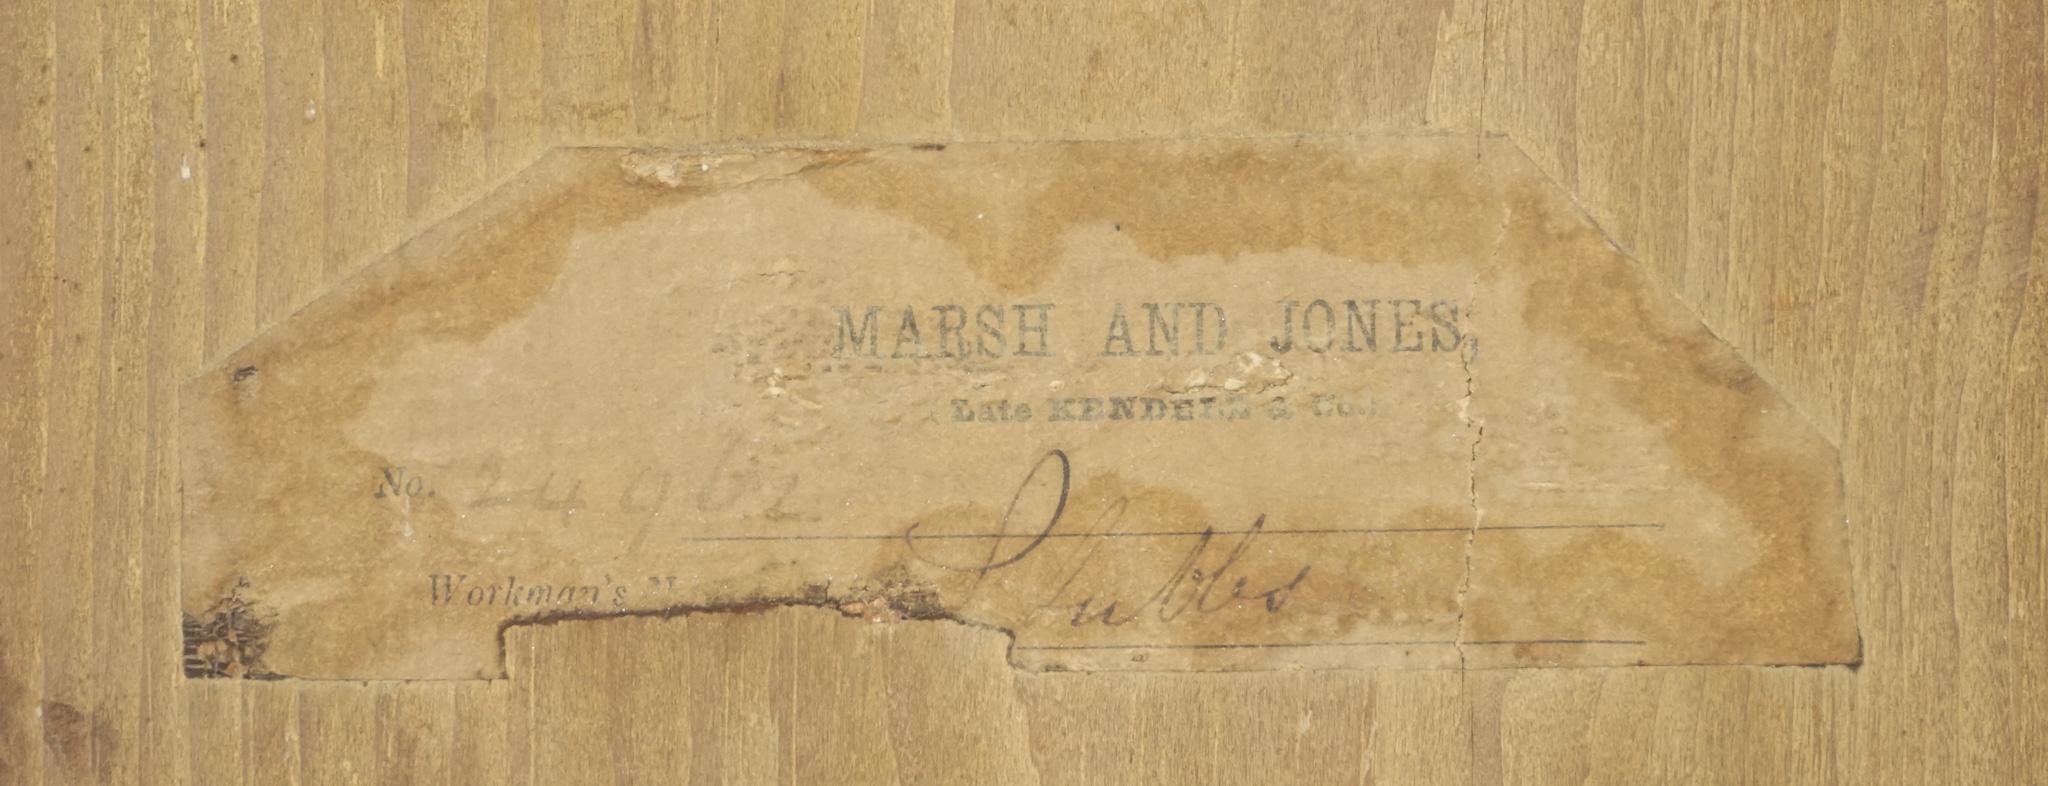 MARSH AND JONES,
(Late KENDELL & Co.)
No. 24962
Workman's N
Stubbs